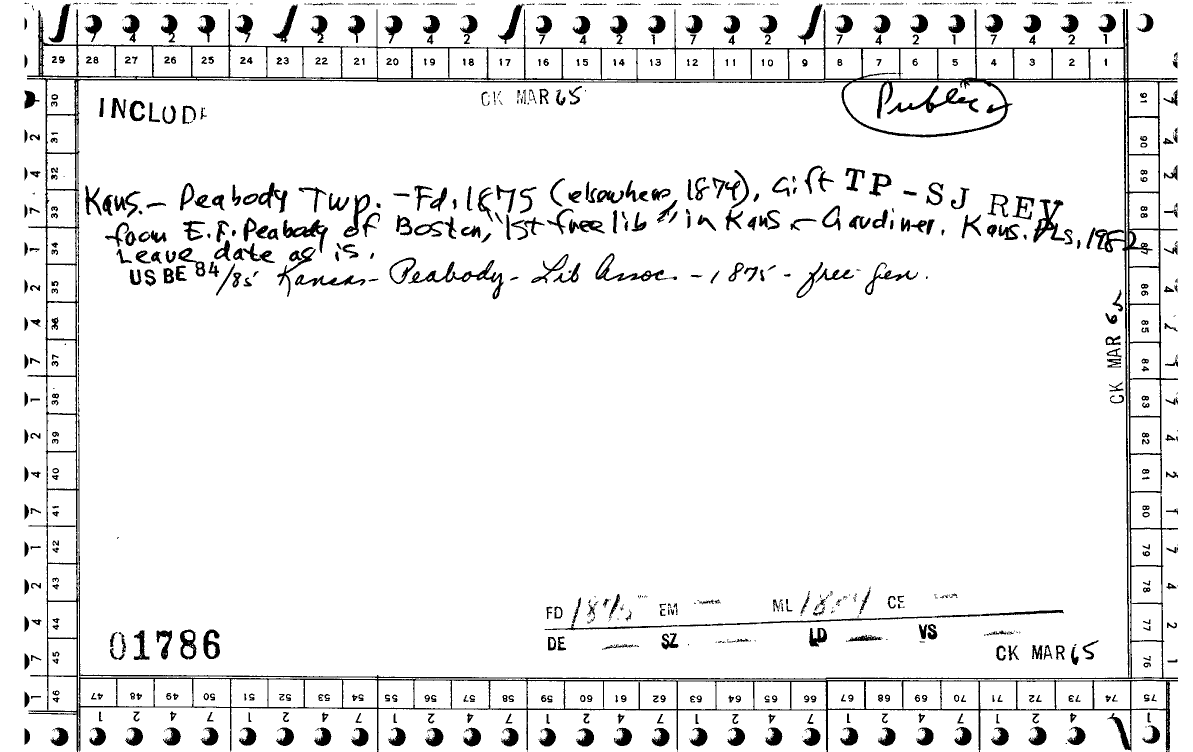 7 4 2 1 7 4 2 1 7 4 2 1 7 4 2 1 7 4 2 1 7 4 2 1 7 4 2 1
29 28 27 26 25 24 23 22 21 20 19 18 17 16 15 14 13 12 11 10 9 8 7 6 5 4 3 2 1
INCLUDE
CK MAR 65
Public
Kans. – Peabody Twp. – Fd. 1875 (elsewhere, 1874), Gift TP – SJ REV
from E.F. Peabody of Boston, "1st free lib" in Kans – Gardiner. Kans. PLs, 1982
Leave date as is.
US BE 84/85 Kansas – Peabody – Lib Assoc. – 1875 – free gen.
CK MAR 65
FD 1875 EM — ML 1884 CE —
DE — SZ — LD — VS —
01786
CK MAR 65
30 31 32 33 34 35 36 37 38 39 40 41 42 43 44 45 46
91 90 89 88 87 86 85 84 83 82 81 80 79 78 77 76
47 48 49 50 51 52 53 54 55 56 57 58 59 60 61 62 63 64 65 66 67 68 69 70 71 72 73 74 75
1 2 4 7 1 2 4 7 1 2 4 7 1 2 4 7 1 2 4 7 1 2 4 7 1 2 4 1